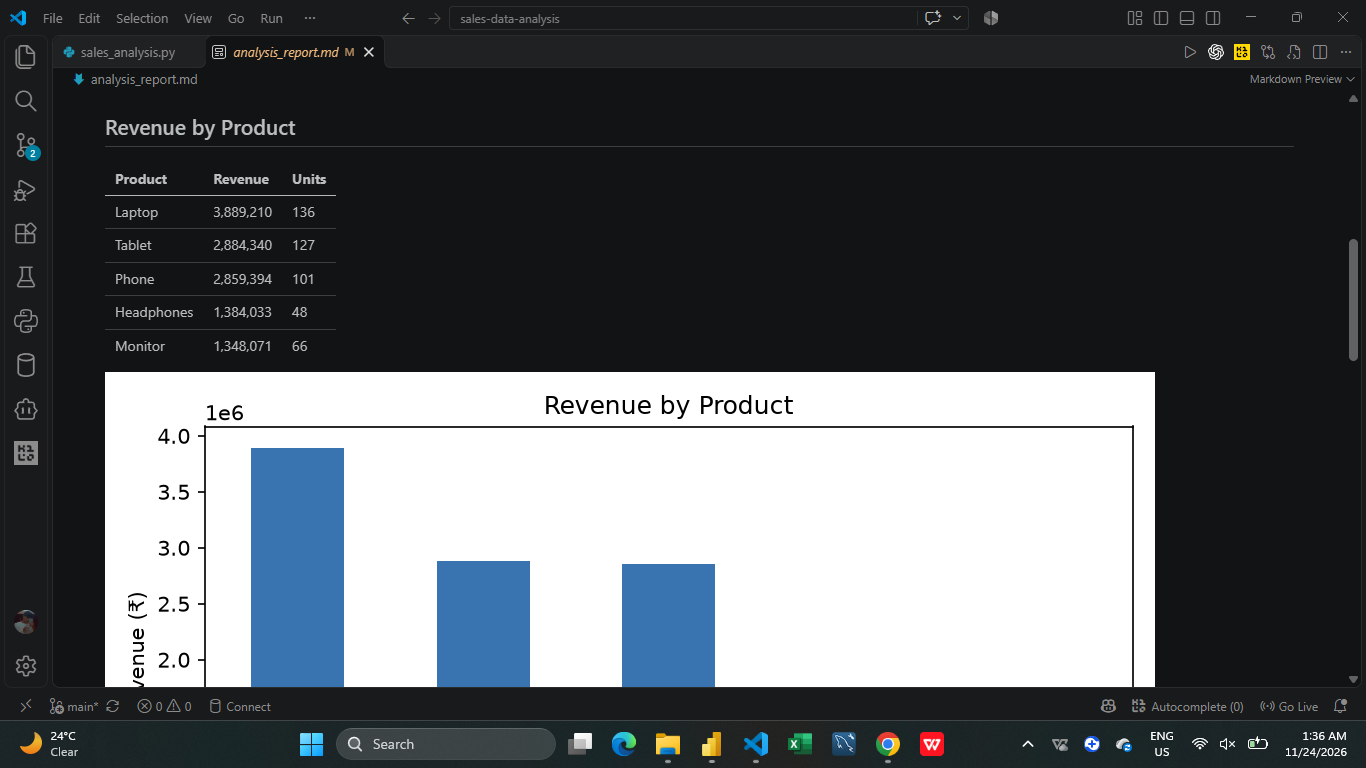 File Edit Selection View Go Run ··· sales-data-analysis
sales_analysis.py analysis_report.md M
analysis_report.md Markdown Preview
2
Revenue by Product
Product Revenue Units
Laptop 3,889,210 136
Tablet 2,884,340 127
Phone 2,859,394 101
Headphones 1,384,033 48
Monitor 1,348,071 66
Revenue by Product
1e6
4.0
3.5
3.0
2.5
2.0
venue (₹)
main* 0 0 Connect Autocomplete (0) Go Live
24°C
Clear
Search
ENG
US
1:36 AM
11/24/2026